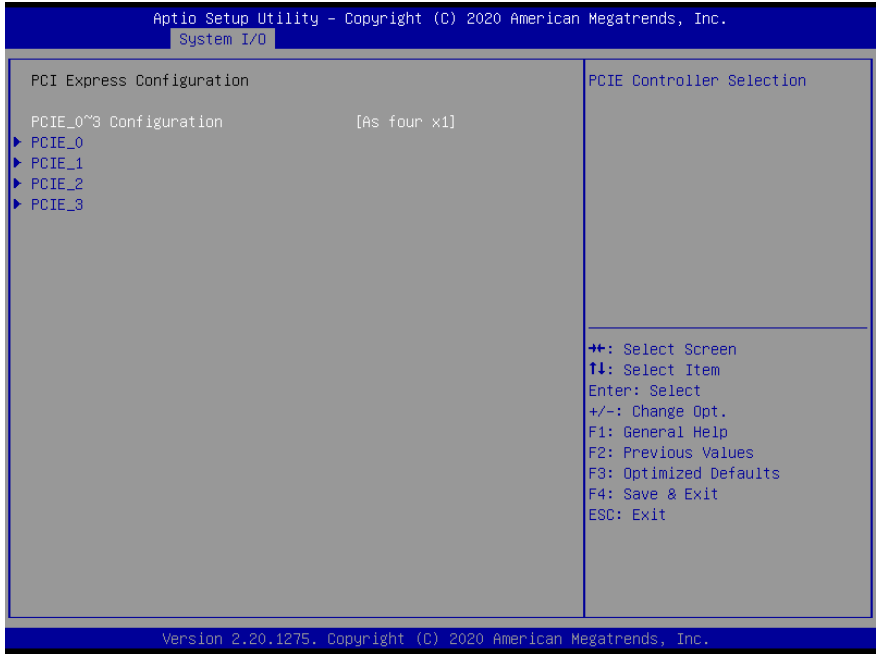 Aptio Setup Utility – Copyright (C) 2020 American Megatrends, Inc.
System I/O
PCI Express Configuration
PCIE_0~3 Configuration [As four x1]
PCIE_0
PCIE_1
PCIE_2
PCIE_3
PCIE Controller Selection
→←: Select Screen
↑↓: Select Item
Enter: Select
+/-: Change Opt.
F1: General Help
F2: Previous Values
F3: Optimized Defaults
F4: Save & Exit
ESC: Exit
Version 2.20.1275. Copyright (C) 2020 American Megatrends, Inc.